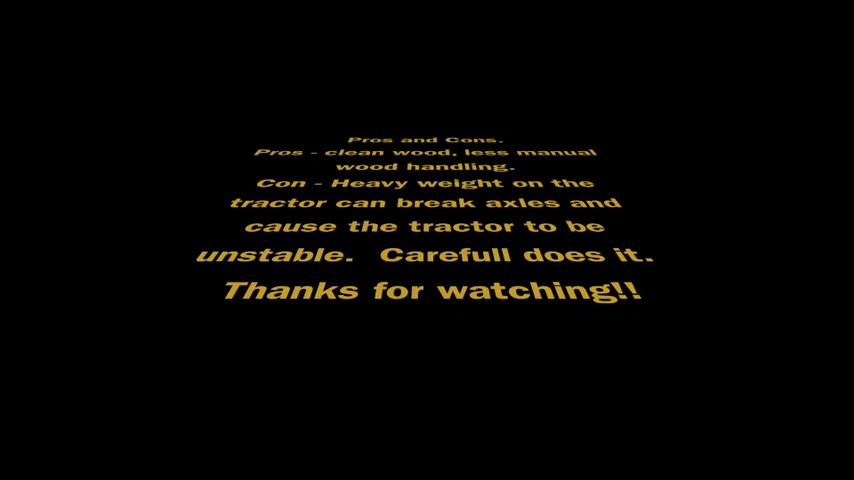 Pros and Cons.
Pros - clean wood, less manual
wood handling.
Con - Heavy weight on the
tractor can break axles and
cause the tractor to be
unstable.  Carefull does it.
Thanks for watching!!